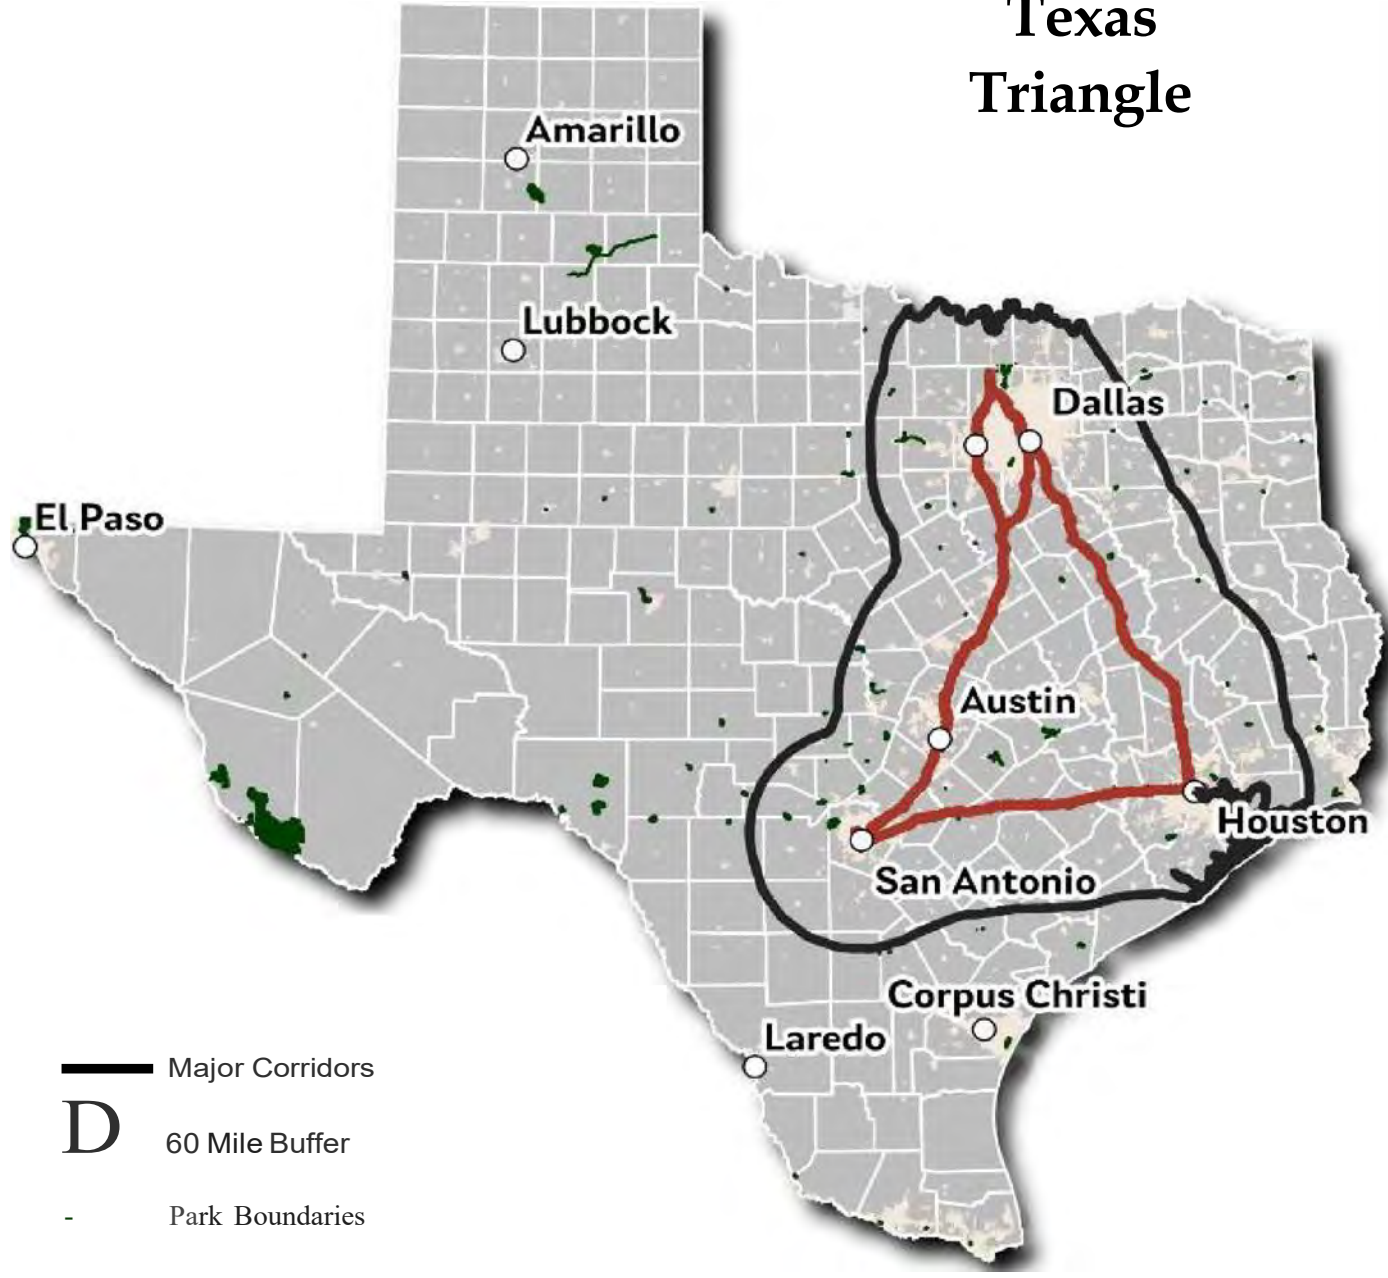 Texas
Triangle
Amarillo
Lubbock
Dallas
El Paso
Austin
Houston
San Antonio
Corpus Christi
Laredo
Major Corridors
D 60 Mile Buffer
- Park Boundaries